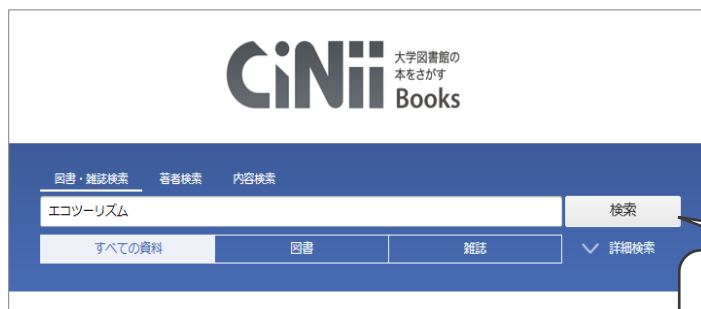 CiNii
大学図書館の
本をさがす
Books
図書・雑誌検索 著者検索 内容検索
エコツーリズム 検索
すべての資料 図書 雑誌 詳細検索